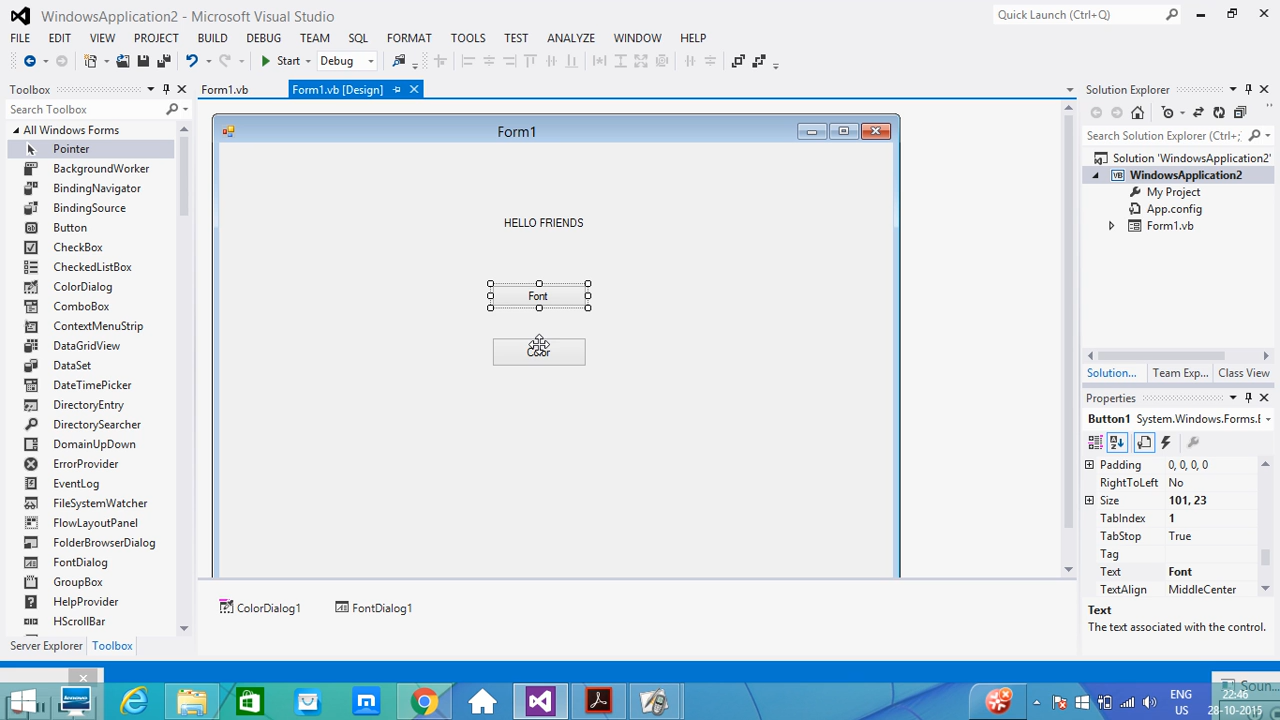 WindowsApplication2 - Microsoft Visual Studio
Quick Launch (Ctrl+Q)
FILE EDIT VIEW PROJECT BUILD DEBUG TEAM SQL FORMAT TOOLS TEST ANALYZE WINDOW HELP
Start Debug
Toolbox
Form1.vb
Form1.vb [Design]
Solution Explorer
Search Toolbox
All Windows Forms
Pointer
BackgroundWorker
BindingNavigator
BindingSource
Button
CheckBox
CheckedListBox
ColorDialog
ComboBox
ContextMenuStrip
DataGridView
DataSet
DateTimePicker
DirectoryEntry
DirectorySearcher
DomainUpDown
ErrorProvider
EventLog
FileSystemWatcher
FlowLayoutPanel
FolderBrowserDialog
FontDialog
GroupBox
HelpProvider
HScrollBar
Server Explorer Toolbox
Form1
HELLO FRIENDS
Font
Color
ColorDialog1
FontDialog1
Search Solution Explorer (Ctrl+;
Solution 'WindowsApplication2'
VB WindowsApplication2
My Project
App.config
Form1.vb
Solution... Team Exp... Class View
Properties
Button1 System.Windows.Forms.
Padding 0, 0, 0, 0
RightToLeft No
Size 101, 23
TabIndex 1
TabStop True
Tag
Text Font
TextAlign MiddleCenter
Text
The text associated with the control.
Soun...
ENG
US
22:46
28-10-2015